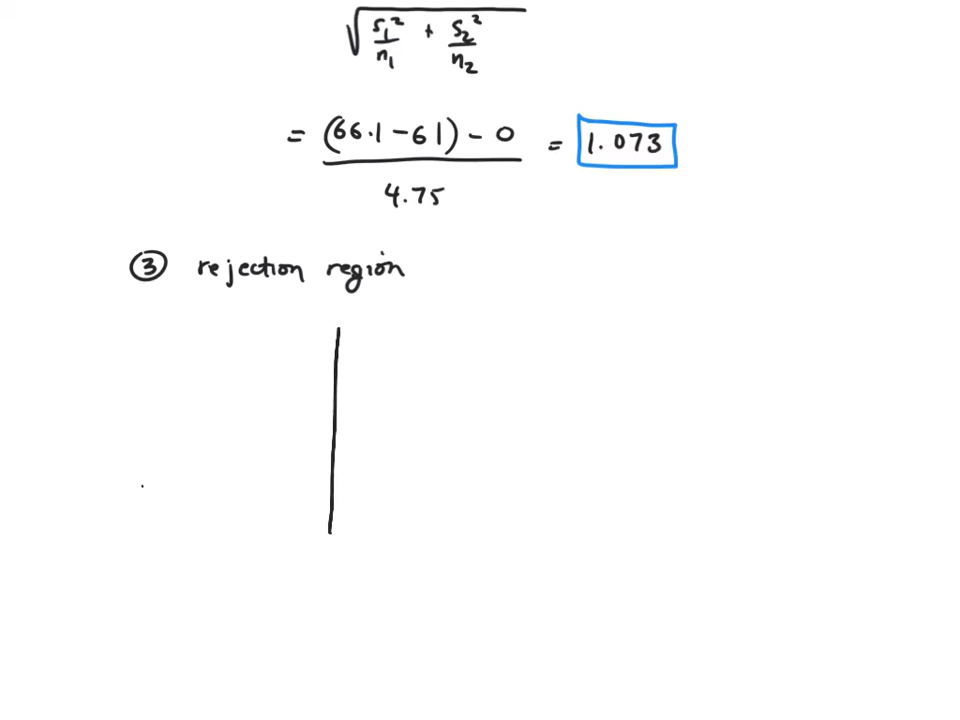 √ s₁²/n₁ + s₂²/n₂
= (66.1 - 61) - 0 / 4.75 = 1.073
③ rejection region